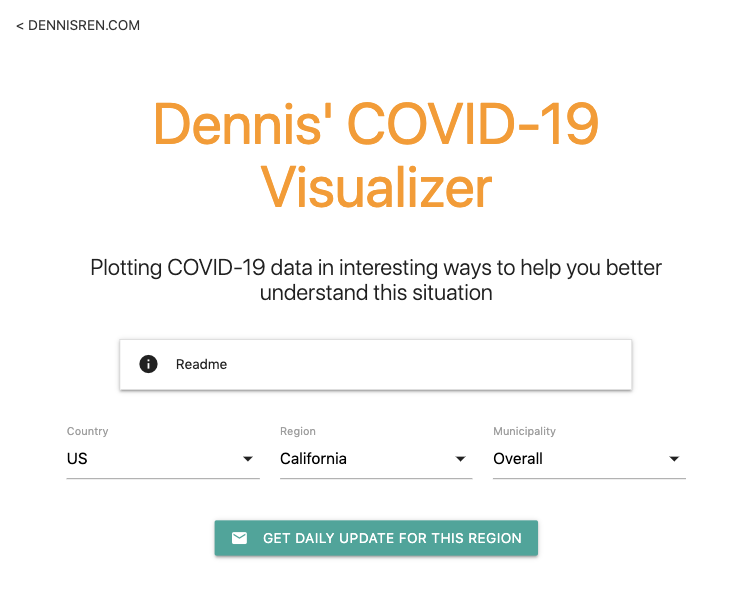 < DENNISREN.COM
Dennis' COVID-19
Visualizer
Plotting COVID-19 data in interesting ways to help you better
understand this situation
Readme
Country
Region
Municipality
US
California
Overall
GET DAILY UPDATE FOR THIS REGION